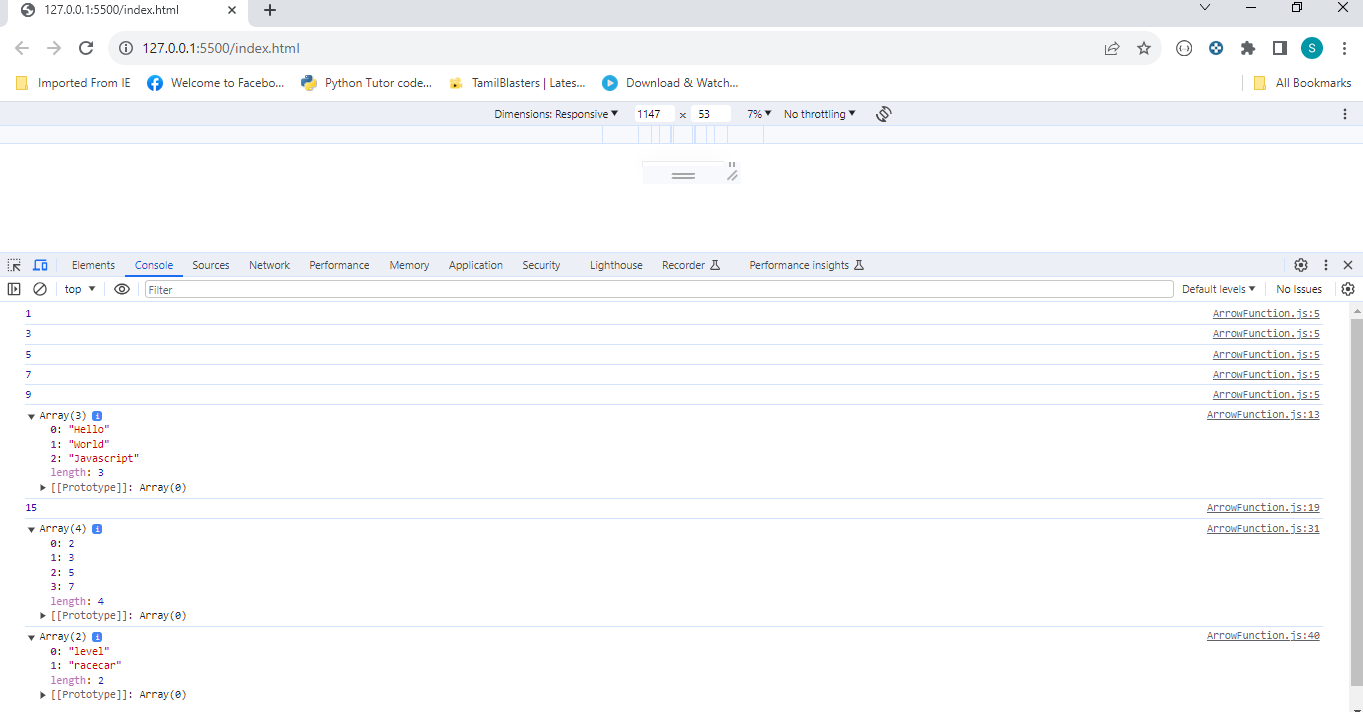 127.0.0.1:5500/index.html
127.0.0.1:5500/index.html
S
Imported From IE Welcome to Facebo... Python Tutor code... TamilBlasters | Lates... Download & Watch... All Bookmarks
Dimensions: Responsive 1147 x 53 7% No throttling
Elements Console Sources Network Performance Memory Application Security Lighthouse Recorder Performance insights
top Filter Default levels No Issues
1 ArrowFunction.js:5
3 ArrowFunction.js:5
5 ArrowFunction.js:5
7 ArrowFunction.js:5
9 ArrowFunction.js:5
Array(3) i ArrowFunction.js:13
0: "Hello"
1: "World"
2: "Javascript"
length: 3
[[Prototype]]: Array(0)
15 ArrowFunction.js:19
Array(4) i ArrowFunction.js:31
0: 2
1: 3
2: 5
3: 7
length: 4
[[Prototype]]: Array(0)
Array(2) i ArrowFunction.js:40
0: "level"
1: "racecar"
length: 2
[[Prototype]]: Array(0)